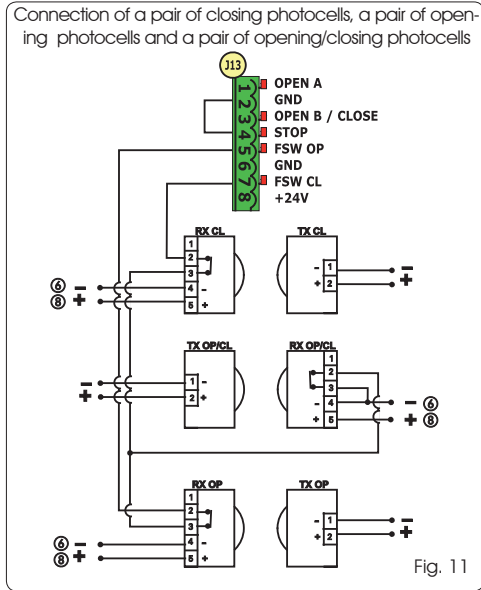 Connection of a pair of closing photocells, a pair of open-
ing photocells and a pair of opening/closing photocells
J13
1 OPEN A
2 GND
3 OPEN B / CLOSE
4 STOP
5 FSW OP
6 GND
7 FSW CL
8 +24V
RX CL
1
2
3
⑥ − 4 -
⑧ + 5 +
TX CL
- 1 −
+ 2 +
TX OP/CL
− 1 -
+ 2 +
RX OP/CL
1
2
3
- 4 − ⑥
+ 5 + ⑧
RX OP
1
2
3
⑥ − 4 -
⑧ + 5 +
TX OP
- 1 −
+ 2 +
Fig. 11